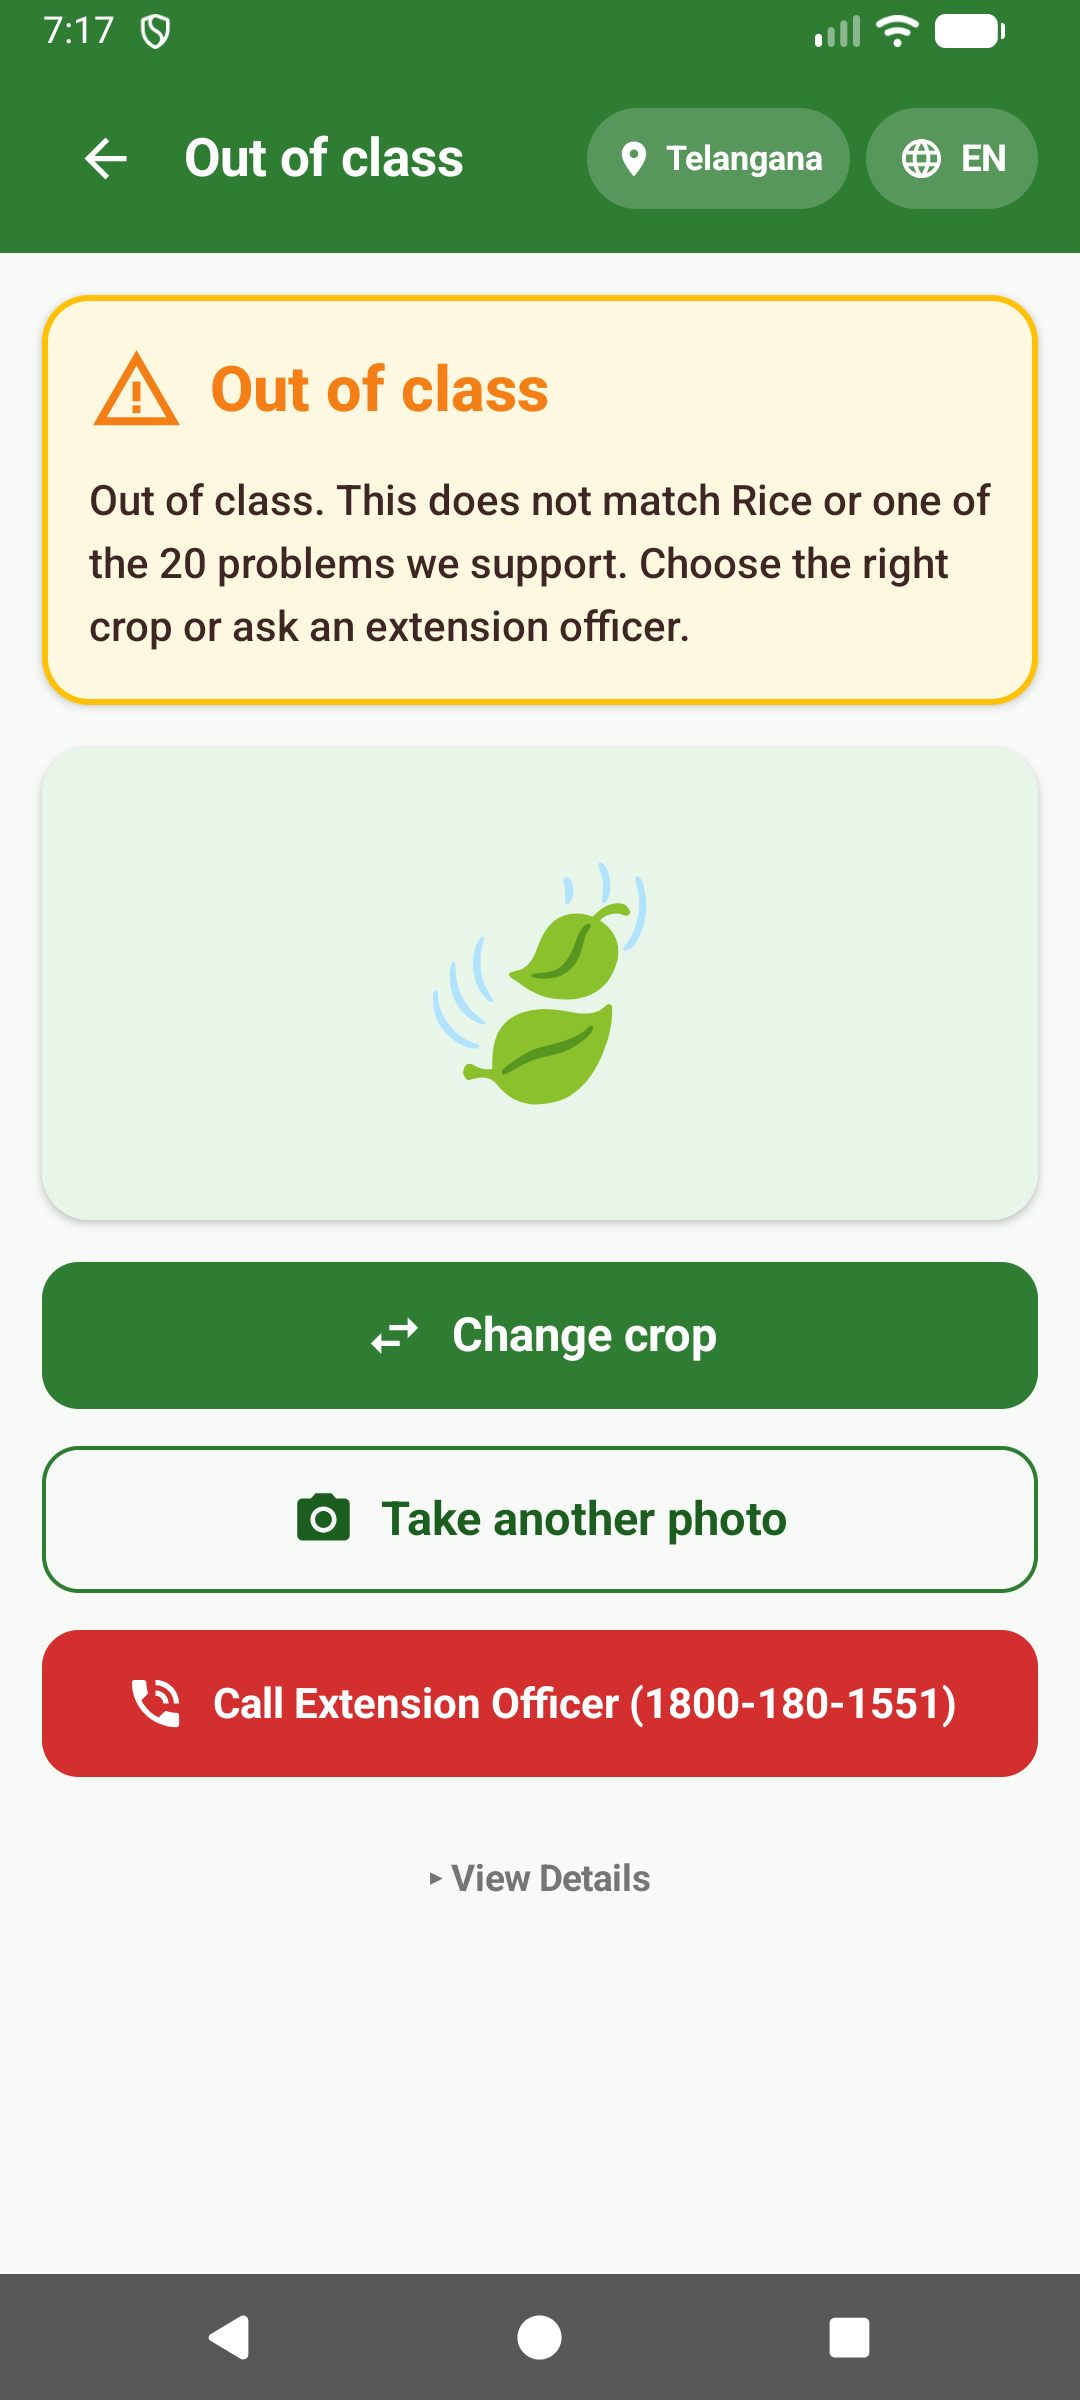 7:17
Out of class
Telangana
EN
Out of class
Out of class. This does not match Rice or one of
the 20 problems we support. Choose the right
crop or ask an extension officer.
Change crop
Take another photo
Call Extension Officer (1800-180-1551)
▸ View Details